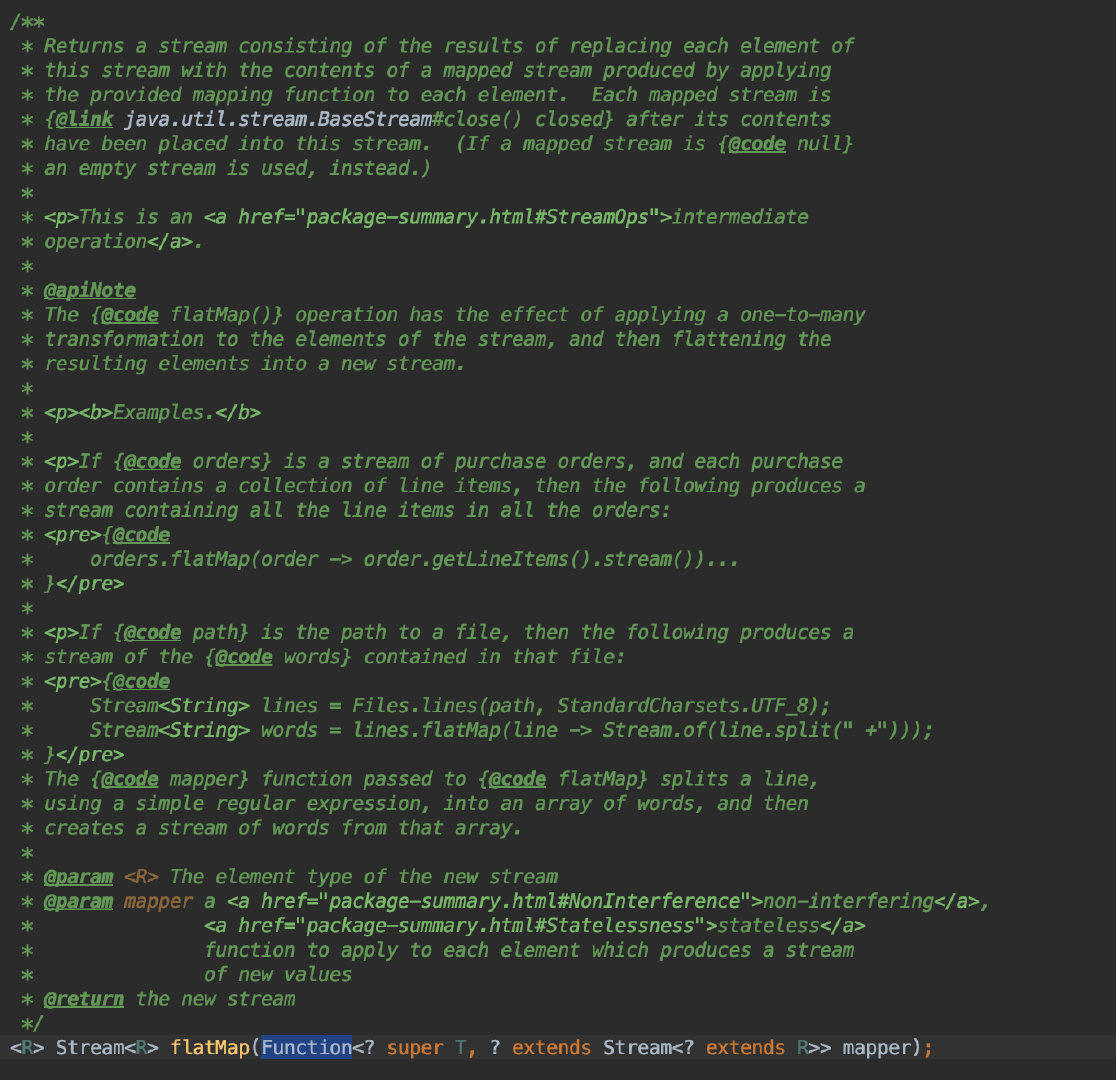 /**
 * Returns a stream consisting of the results of replacing each element of
 * this stream with the contents of a mapped stream produced by applying
 * the provided mapping function to each element.  Each mapped stream is
 * {@link java.util.stream.BaseStream#close() closed} after its contents
 * have been placed into this stream.  (If a mapped stream is {@code null}
 * an empty stream is used, instead.)
 *
 * <p>This is an <a href="package-summary.html#StreamOps">intermediate
 * operation</a>.
 *
 * @apiNote
 * The {@code flatMap()} operation has the effect of applying a one-to-many
 * transformation to the elements of the stream, and then flattening the
 * resulting elements into a new stream.
 *
 * <p><b>Examples.</b>
 *
 * <p>If {@code orders} is a stream of purchase orders, and each purchase
 * order contains a collection of line items, then the following produces a
 * stream containing all the line items in all the orders:
 * <pre>{@code
 *     orders.flatMap(order -> order.getLineItems().stream())...
 * }</pre>
 *
 * <p>If {@code path} is the path to a file, then the following produces a
 * stream of the {@code words} contained in that file:
 * <pre>{@code
 *     Stream<String> lines = Files.lines(path, StandardCharsets.UTF_8);
 *     Stream<String> words = lines.flatMap(line -> Stream.of(line.split(" +")));
 * }</pre>
 * The {@code mapper} function passed to {@code flatMap} splits a line,
 * using a simple regular expression, into an array of words, and then
 * creates a stream of words from that array.
 *
 * @param <R> The element type of the new stream
 * @param mapper a <a href="package-summary.html#NonInterference">non-interfering</a>,
 *               <a href="package-summary.html#Statelessness">stateless</a>
 *               function to apply to each element which produces a stream
 *               of new values
 * @return the new stream
 */
<R> Stream<R> flatMap(Function<? super T, ? extends Stream<? extends R>> mapper);